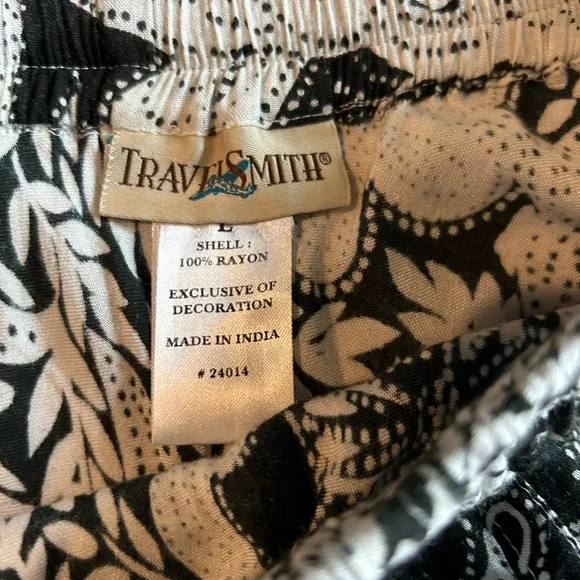 TRAVELSMITH®
L
SHELL :
100% RAYON
EXCLUSIVE OF
DECORATION
MADE IN INDIA
# 24014